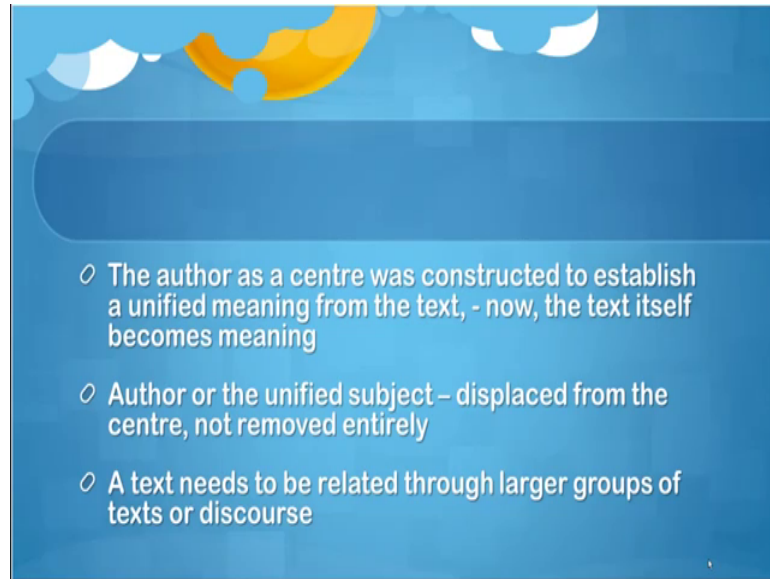 The author as a centre was constructed to establish
a unified meaning from the text, - now, the text itself
becomes meaning
Author or the unified subject – displaced from the
centre, not removed entirely
A text needs to be related through larger groups of
texts or discourse